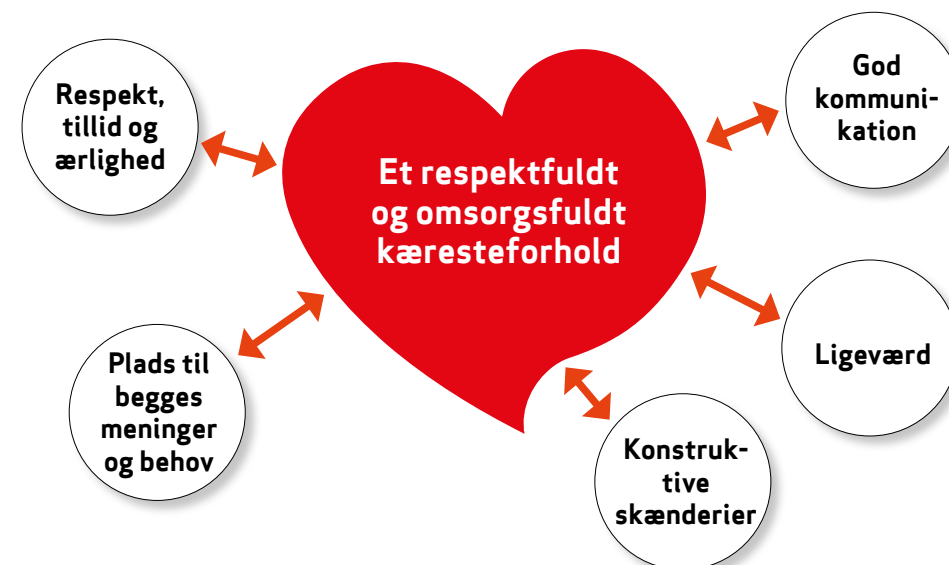 Respekt,
tillid og
ærlighed
God
kommuni-
kation
Et respektfuldt
og omsorgsfuldt
kæresteforhold
Plads til
begges
meninger
og behov
Ligeværd
Konstruk-
tive
skænderier